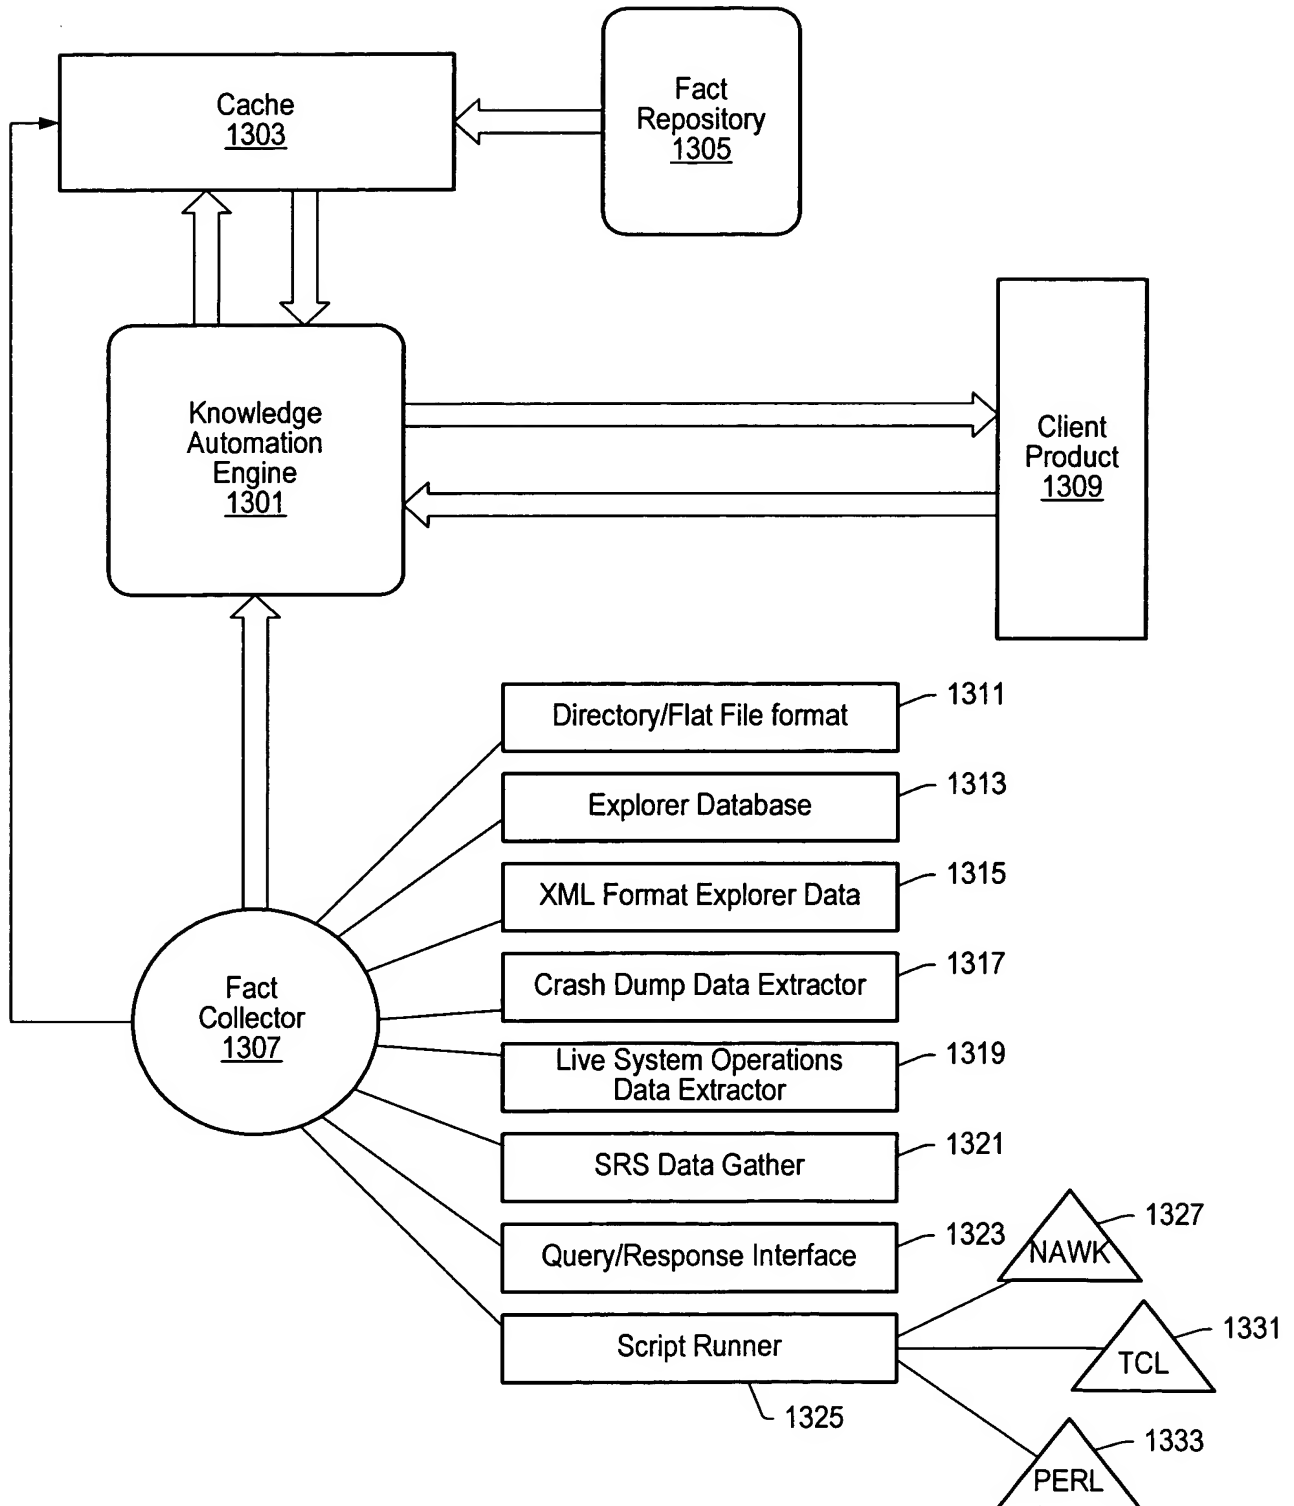 Cache
1303
Fact
Repository
1305
Knowledge
Automation
Engine
1301
Client
Product
1309
Directory/Flat File format
1311
Explorer Database
1313
XML Format Explorer Data
1315
Crash Dump Data Extractor
1317
Fact
Collector
1307
Live System Operations
Data Extractor
1319
SRS Data Gather
1321
Query/Response Interface
1323
NAWK
1327
Script Runner
1325
TCL
1331
PERL
1333